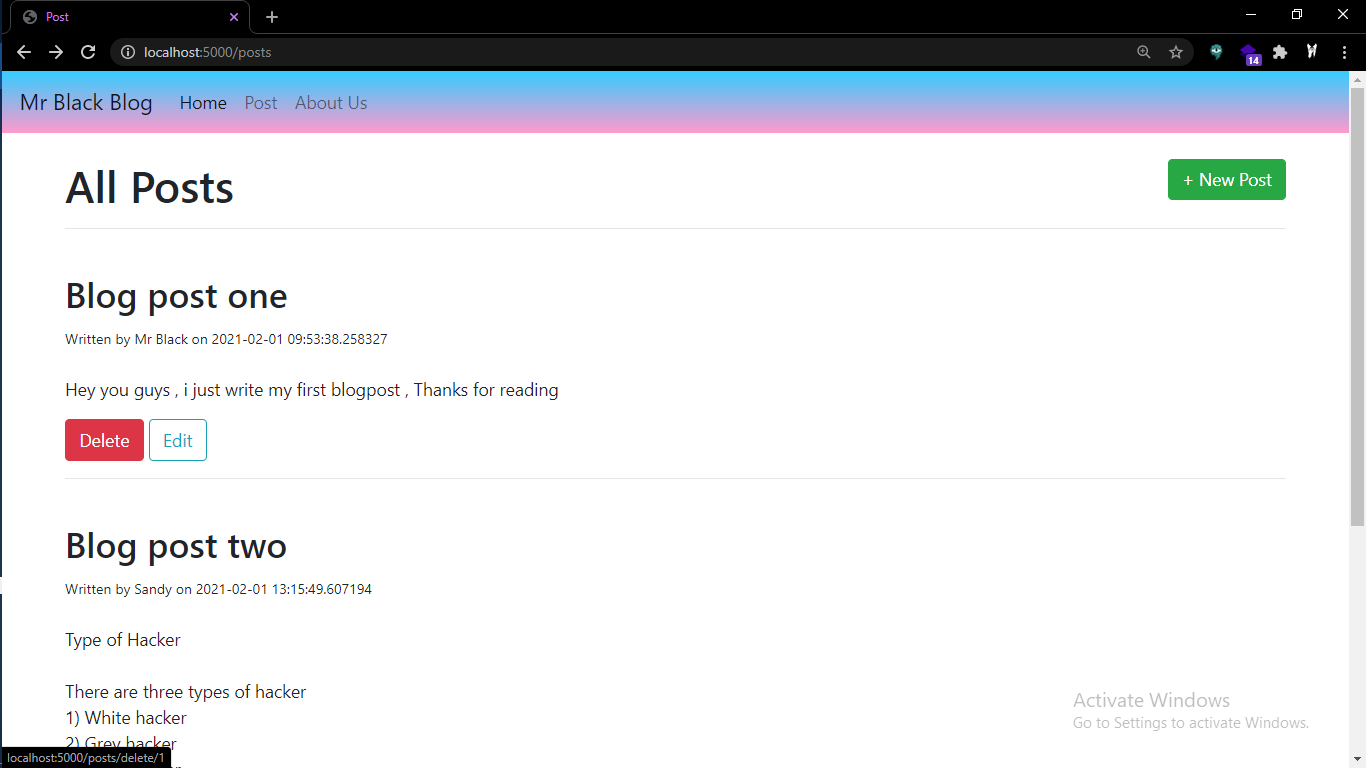 Post
localhost:5000/posts
14
Mr Black Blog Home Post About Us
All Posts
+ New Post
Blog post one
Written by Mr Black on 2021-02-01 09:53:38.258327
Hey you guys , i just write my first blogpost , Thanks for reading
Delete Edit
Blog post two
Written by Sandy on 2021-02-01 13:15:49.607194
Type of Hacker
There are three types of hacker
1) White hacker
2) Grey hacker
Activate Windows
Go to Settings to activate Windows.
localhost:5000/posts/delete/1